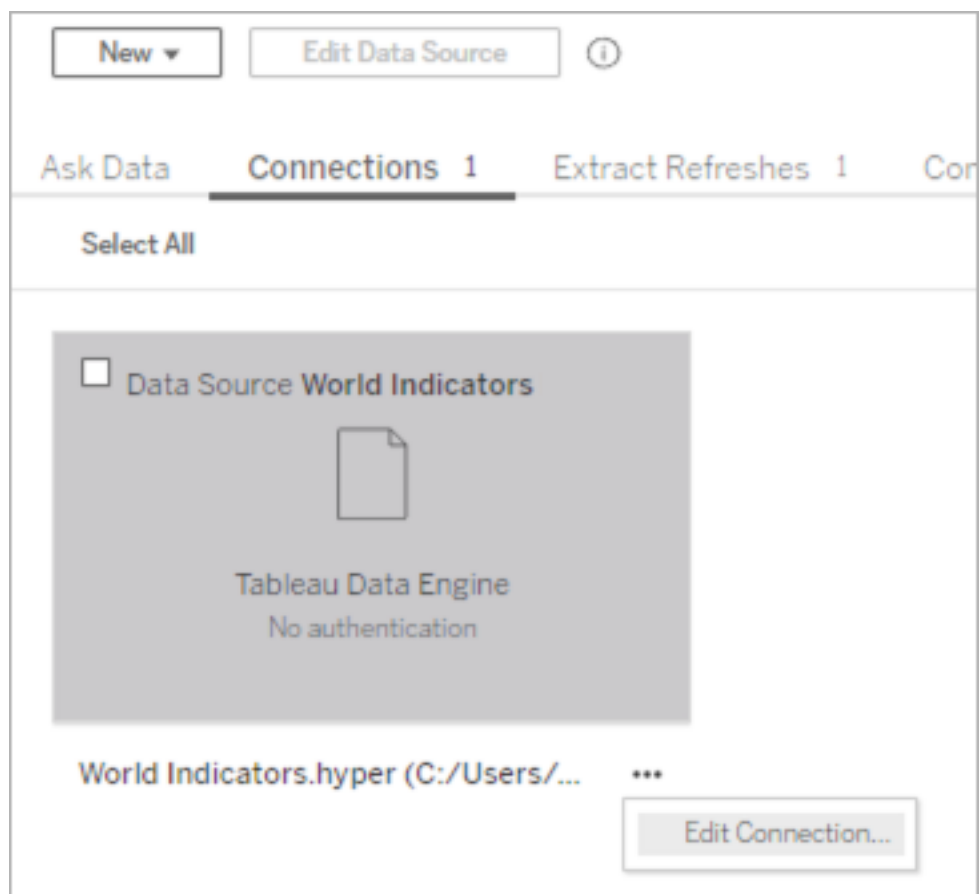 New Edit Data Source
Ask Data Connections 1 Extract Refreshes 1 Con
Select All
Data Source World Indicators
Tableau Data Engine
No authentication
World Indicators.hyper (C:/Users/... •••
Edit Connection...